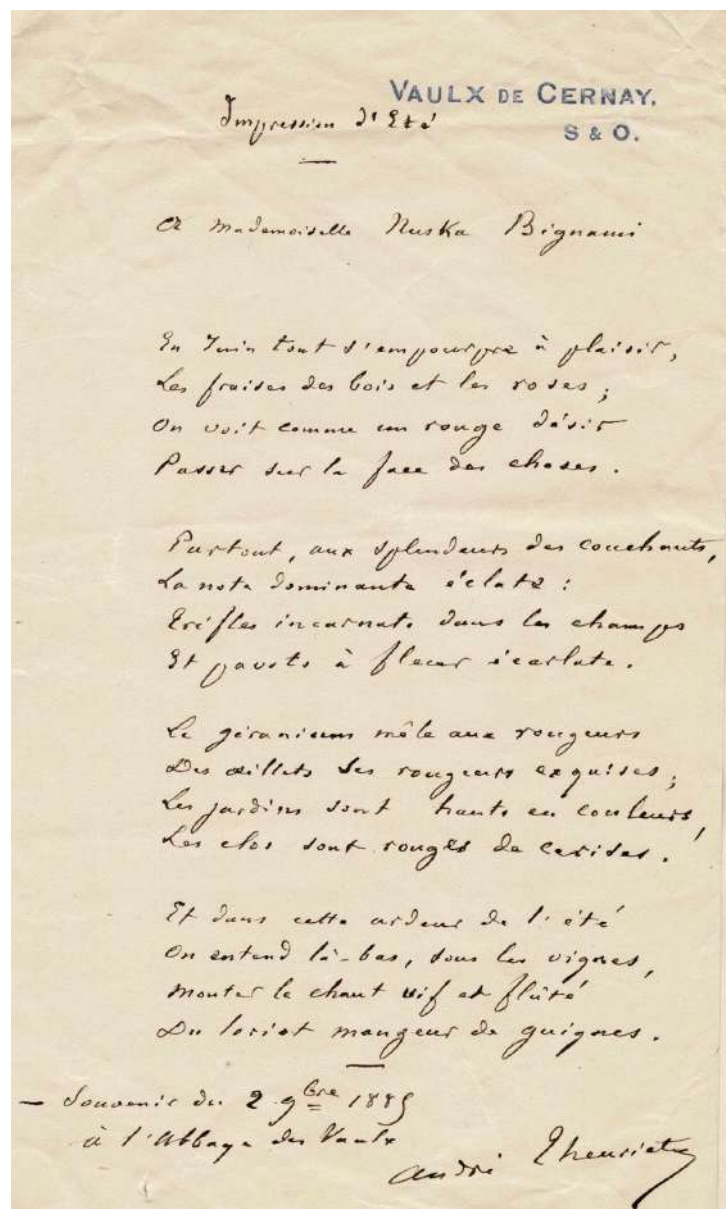 VAULX DE CERNAY.
S & O.
Impression d'Eté
A Mademoiselle Nuska Bignami
En Juin tout s'empourpre à plaisir,
Les fraises des bois et les roses ;
On voit comme un rouge désir
Passer sur la face des choses.
Partout, aux splendeurs des couchants,
La note dominante éclate :
Trèfles incarnats dans les champs
Et pavots à fleur écarlate.
Le géranium mêle aux rougeurs
Des œillets ses rougeurs exquises ;
Les jardins sont hauts en couleurs,
Les clos sont rouges de cerises.
Et dans cette ardeur de l'été
On entend là-bas, sous les vignes,
Monter le chant vif et flûté
Du loriot mangeur de guignes.
— Souvenir du 2 9bre 1885
à l'Abbaye des Vaulx
André Theuriet